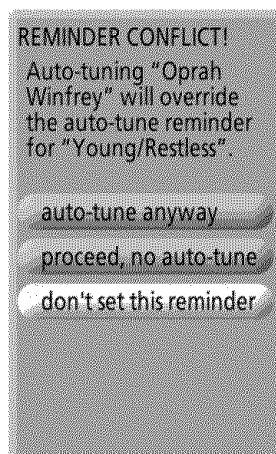 REMINDER CONFLICT!
Auto-tuning "Oprah
Winfrey" will override
the auto-tune reminder
for "Young/Restless".
auto-tune anyway
proceed, no auto-tune
don't set this reminder